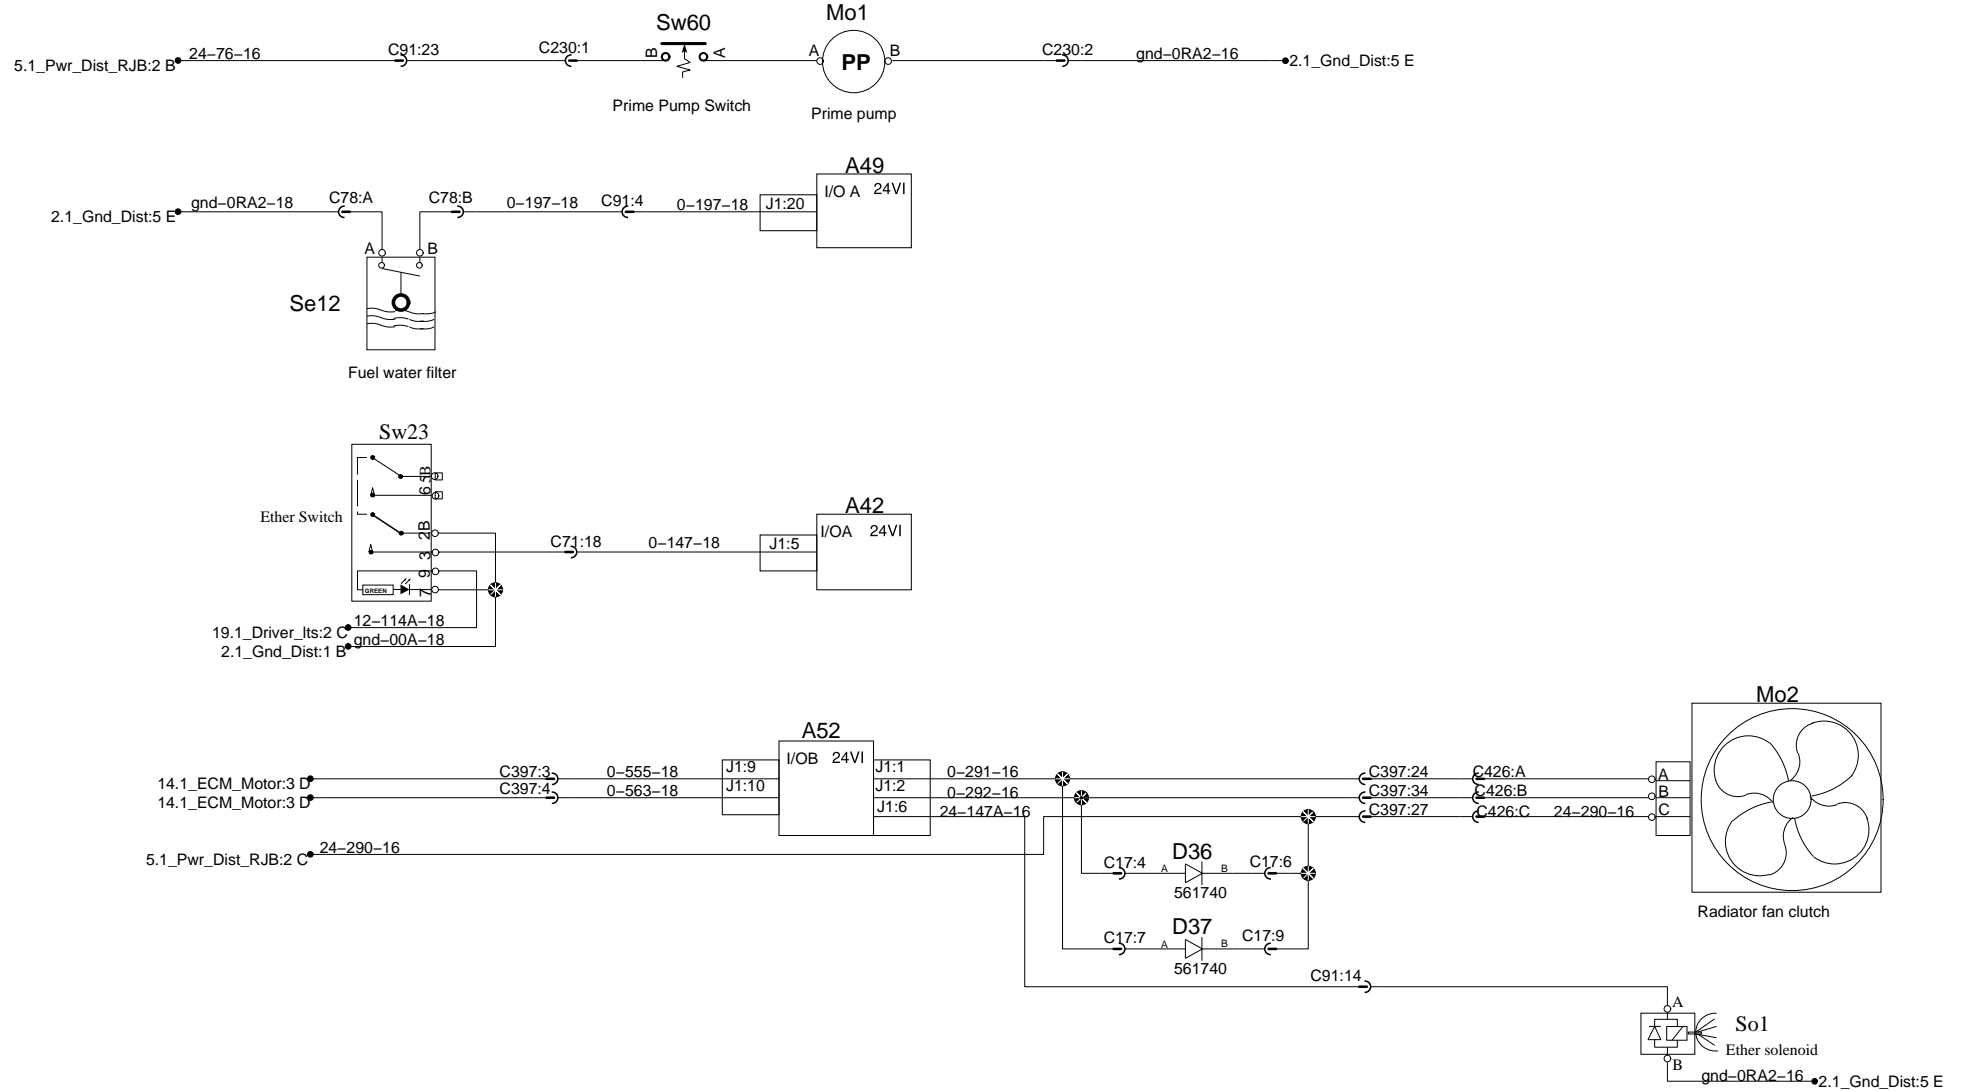 Sw60
Mo1
5.1_Pwr_Dist_RJB:2 B 24-76-16 C91:23 C230:1 B A A PP B C230:2 gnd-0RA2-16 2.1_Gnd_Dist:5 E
Prime Pump Switch
Prime pump
A49
2.1_Gnd_Dist:5 E gnd-0RA2-18 C78:A C78:B 0-197-18 C91:4 0-197-18 J1:20 I/O A 24VI
A B
Se12
Fuel water filter
Sw23
5B
6
Ether Switch
2B
3
9
7
GREEN
C71:18 0-147-18 J1:5
A42
I/OA 24VI
19.1_Driver_lts:2 C 12-114A-18
2.1_Gnd_Dist:1 B gnd-00A-18
Mo2
A52
I/OB 24VI
14.1_ECM_Motor:3 D C397:3 0-555-18 J1:9 J1:1 0-291-16 C397:24 C426:A A
14.1_ECM_Motor:3 D C397:4 0-563-18 J1:10 J1:2 0-292-16 C397:34 C426:B B
J1:6 24-147A-16 C397:27 C426:C 24-290-16 C
5.1_Pwr_Dist_RJB:2 C 24-290-16
D36
C17:4 A B C17:6
561740
Radiator fan clutch
D37
C17:7 A B C17:9
561740
C91:14
A
So1
Ether solenoid
B
gnd-0RA2-16 2.1_Gnd_Dist:5 E